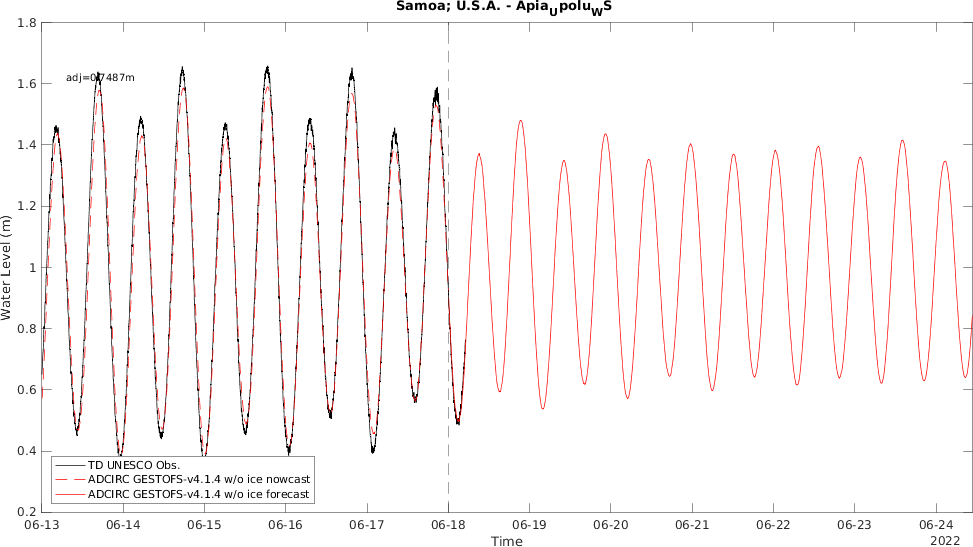 Samoa; U.S.A. - ApiaUpoluWS
1.8
adj=0.7487m
1.6
1.4
1.2
1
0.8
0.6
0.4
0.2
Water Level (m)
TD UNESCO Obs.
ADCIRC GESTOFS-v4.1.4 w/o ice nowcast
ADCIRC GESTOFS-v4.1.4 w/o ice forecast
06-13 06-14 06-15 06-16 06-17 06-18 06-19 06-20 06-21 06-22 06-23 06-24
Time
2022